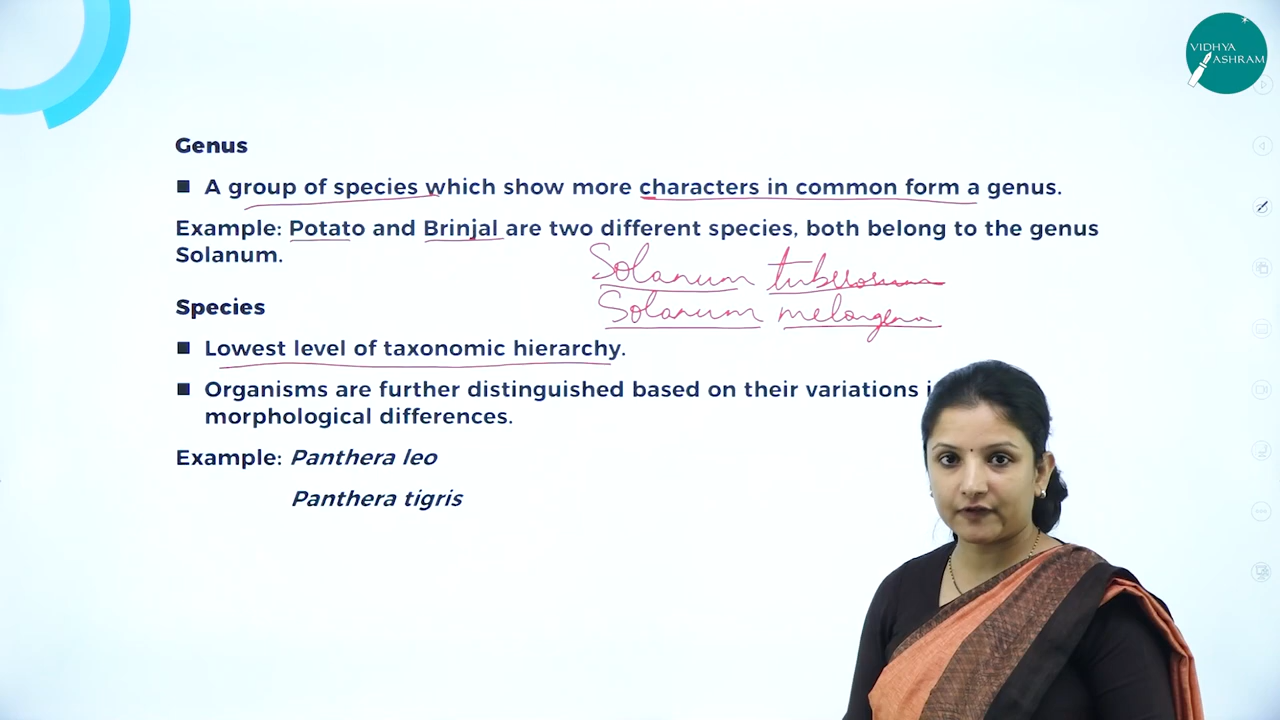 VIDHYA
ASHRAM
Genus
■ A group of species which show more characters in common form a genus.
Example: Potato and Brinjal are two different species, both belong to the genus
Solanum.
Solanum tuberosum
Solanum melongena
Species
■ Lowest level of taxonomic hierarchy.
■ Organisms are further distinguished based on their variations
morphological differences.
Example: Panthera leo
Panthera tigris